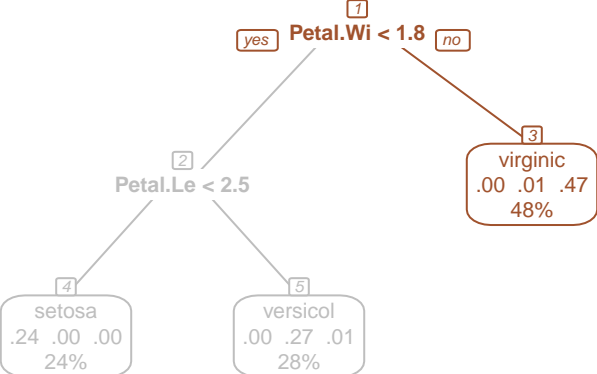 1
yes Petal.Wi < 1.8 no
2
Petal.Le < 2.5
3
virginic
.00 .01 .47
48%
4
setosa
.24 .00 .00
24%
5
versicol
.00 .27 .01
28%